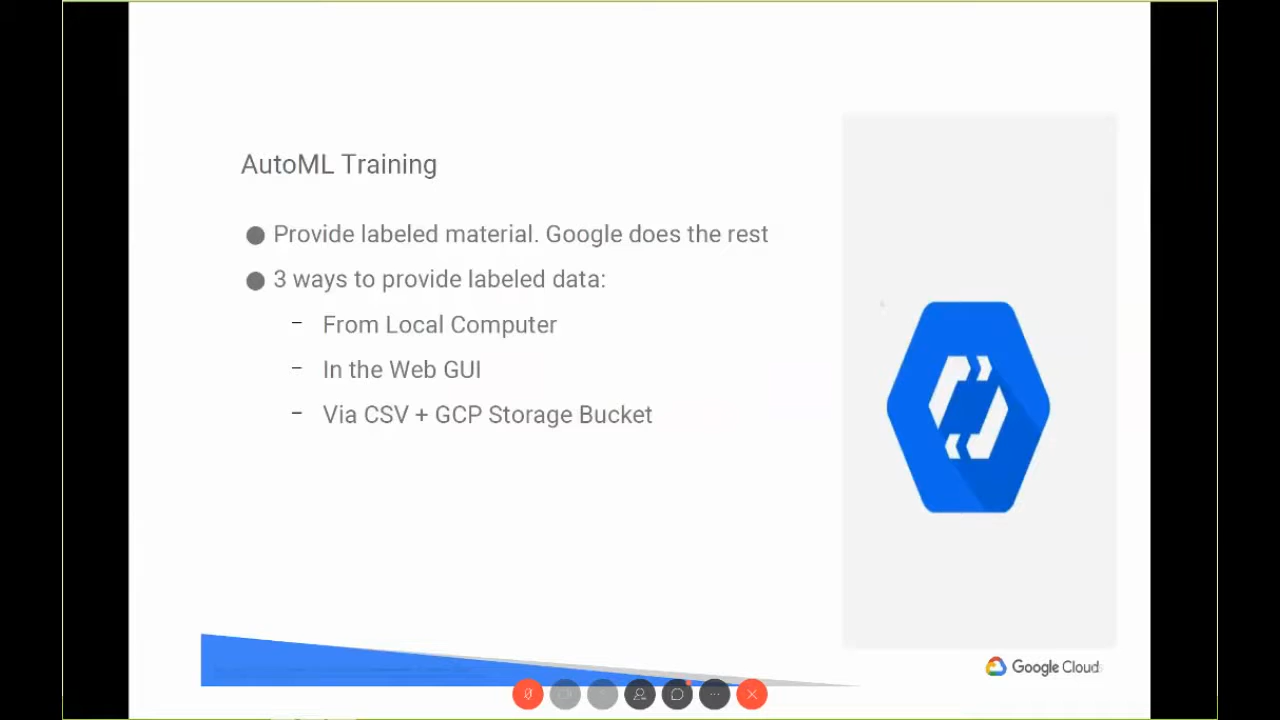 AutoML Training
● Provide labeled material. Google does the rest
● 3 ways to provide labeled data:
– From Local Computer
– In the Web GUI
– Via CSV + GCP Storage Bucket
Google Cloud